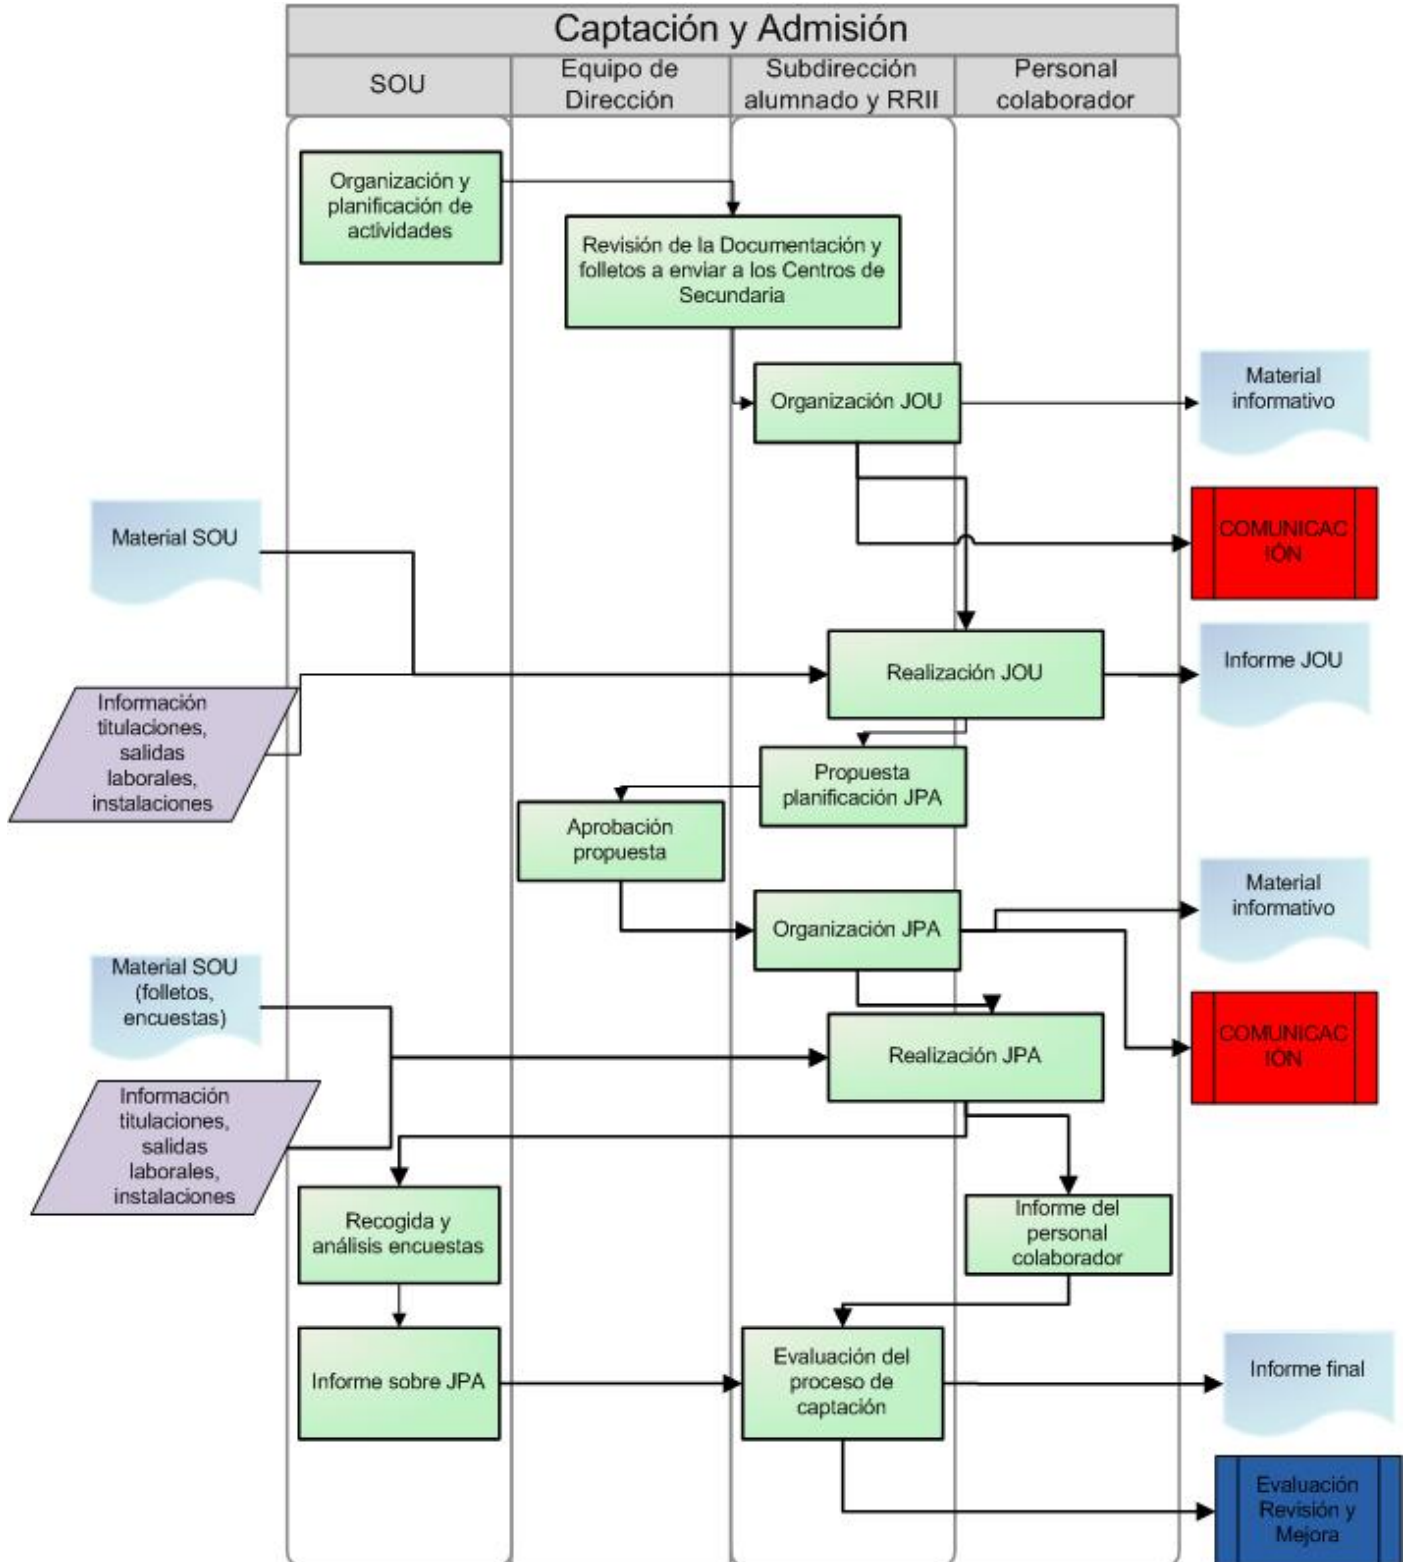 Captación y Admisión
SOU
Equipo de
Dirección
Subdirección
alumnado y RRII
Personal
colaborador
Organización y
planificación de
actividades
Revisión de la Documentación y
folletos a enviar a los Centros de
Secundaria
Organización JOU
Material
informativo
COMUNICAC
IÓN
Material SOU
Realización JOU
Informe JOU
Información
titulaciones,
salidas
laborales,
instalaciones
Propuesta
planificación JPA
Aprobación
propuesta
Organización JPA
Material
informativo
Material SOU
(folletos,
encuestas)
COMUNICAC
IÓN
Realización JPA
Información
titulaciones,
salidas
laborales,
instalaciones
Recogida y
análisis encuestas
Informe del
personal
colaborador
Informe sobre JPA
Evaluación del
proceso de
captación
Informe final
Evaluación
Revisión y
Mejora